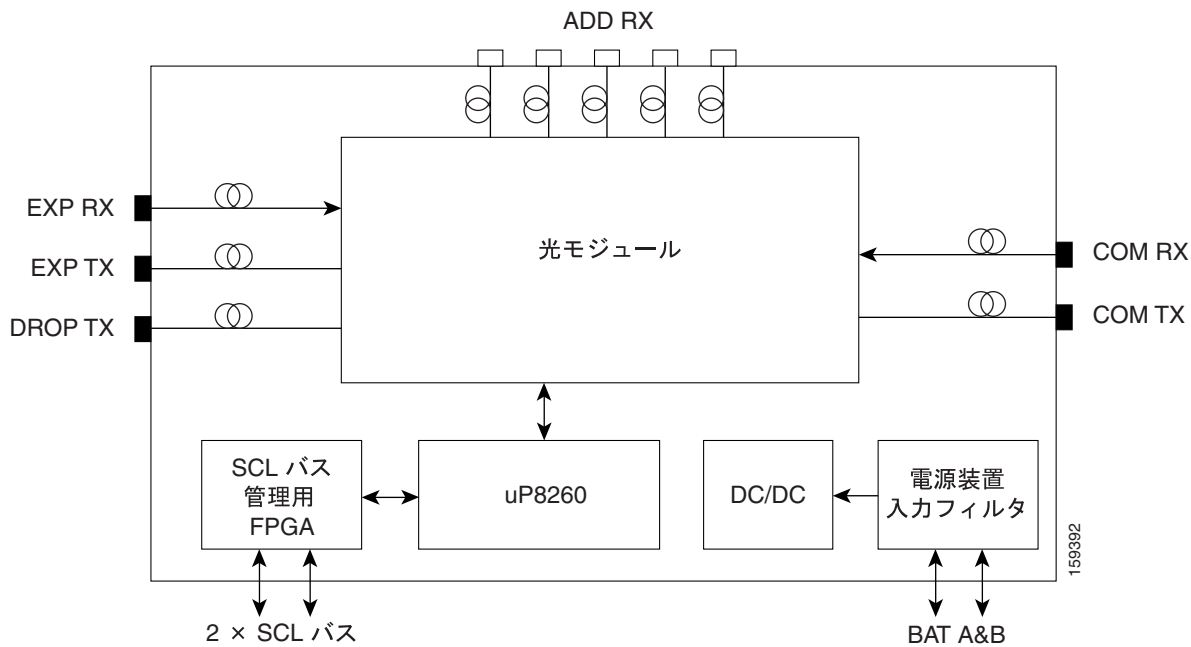 ADD RX
EXP RX
EXP TX
DROP TX
光モジュール
COM RX
COM TX
SCL バス
管理用
FPGA
uP8260
DC/DC
電源装置
入力フィルタ
2 × SCL バス
BAT A&B
159392